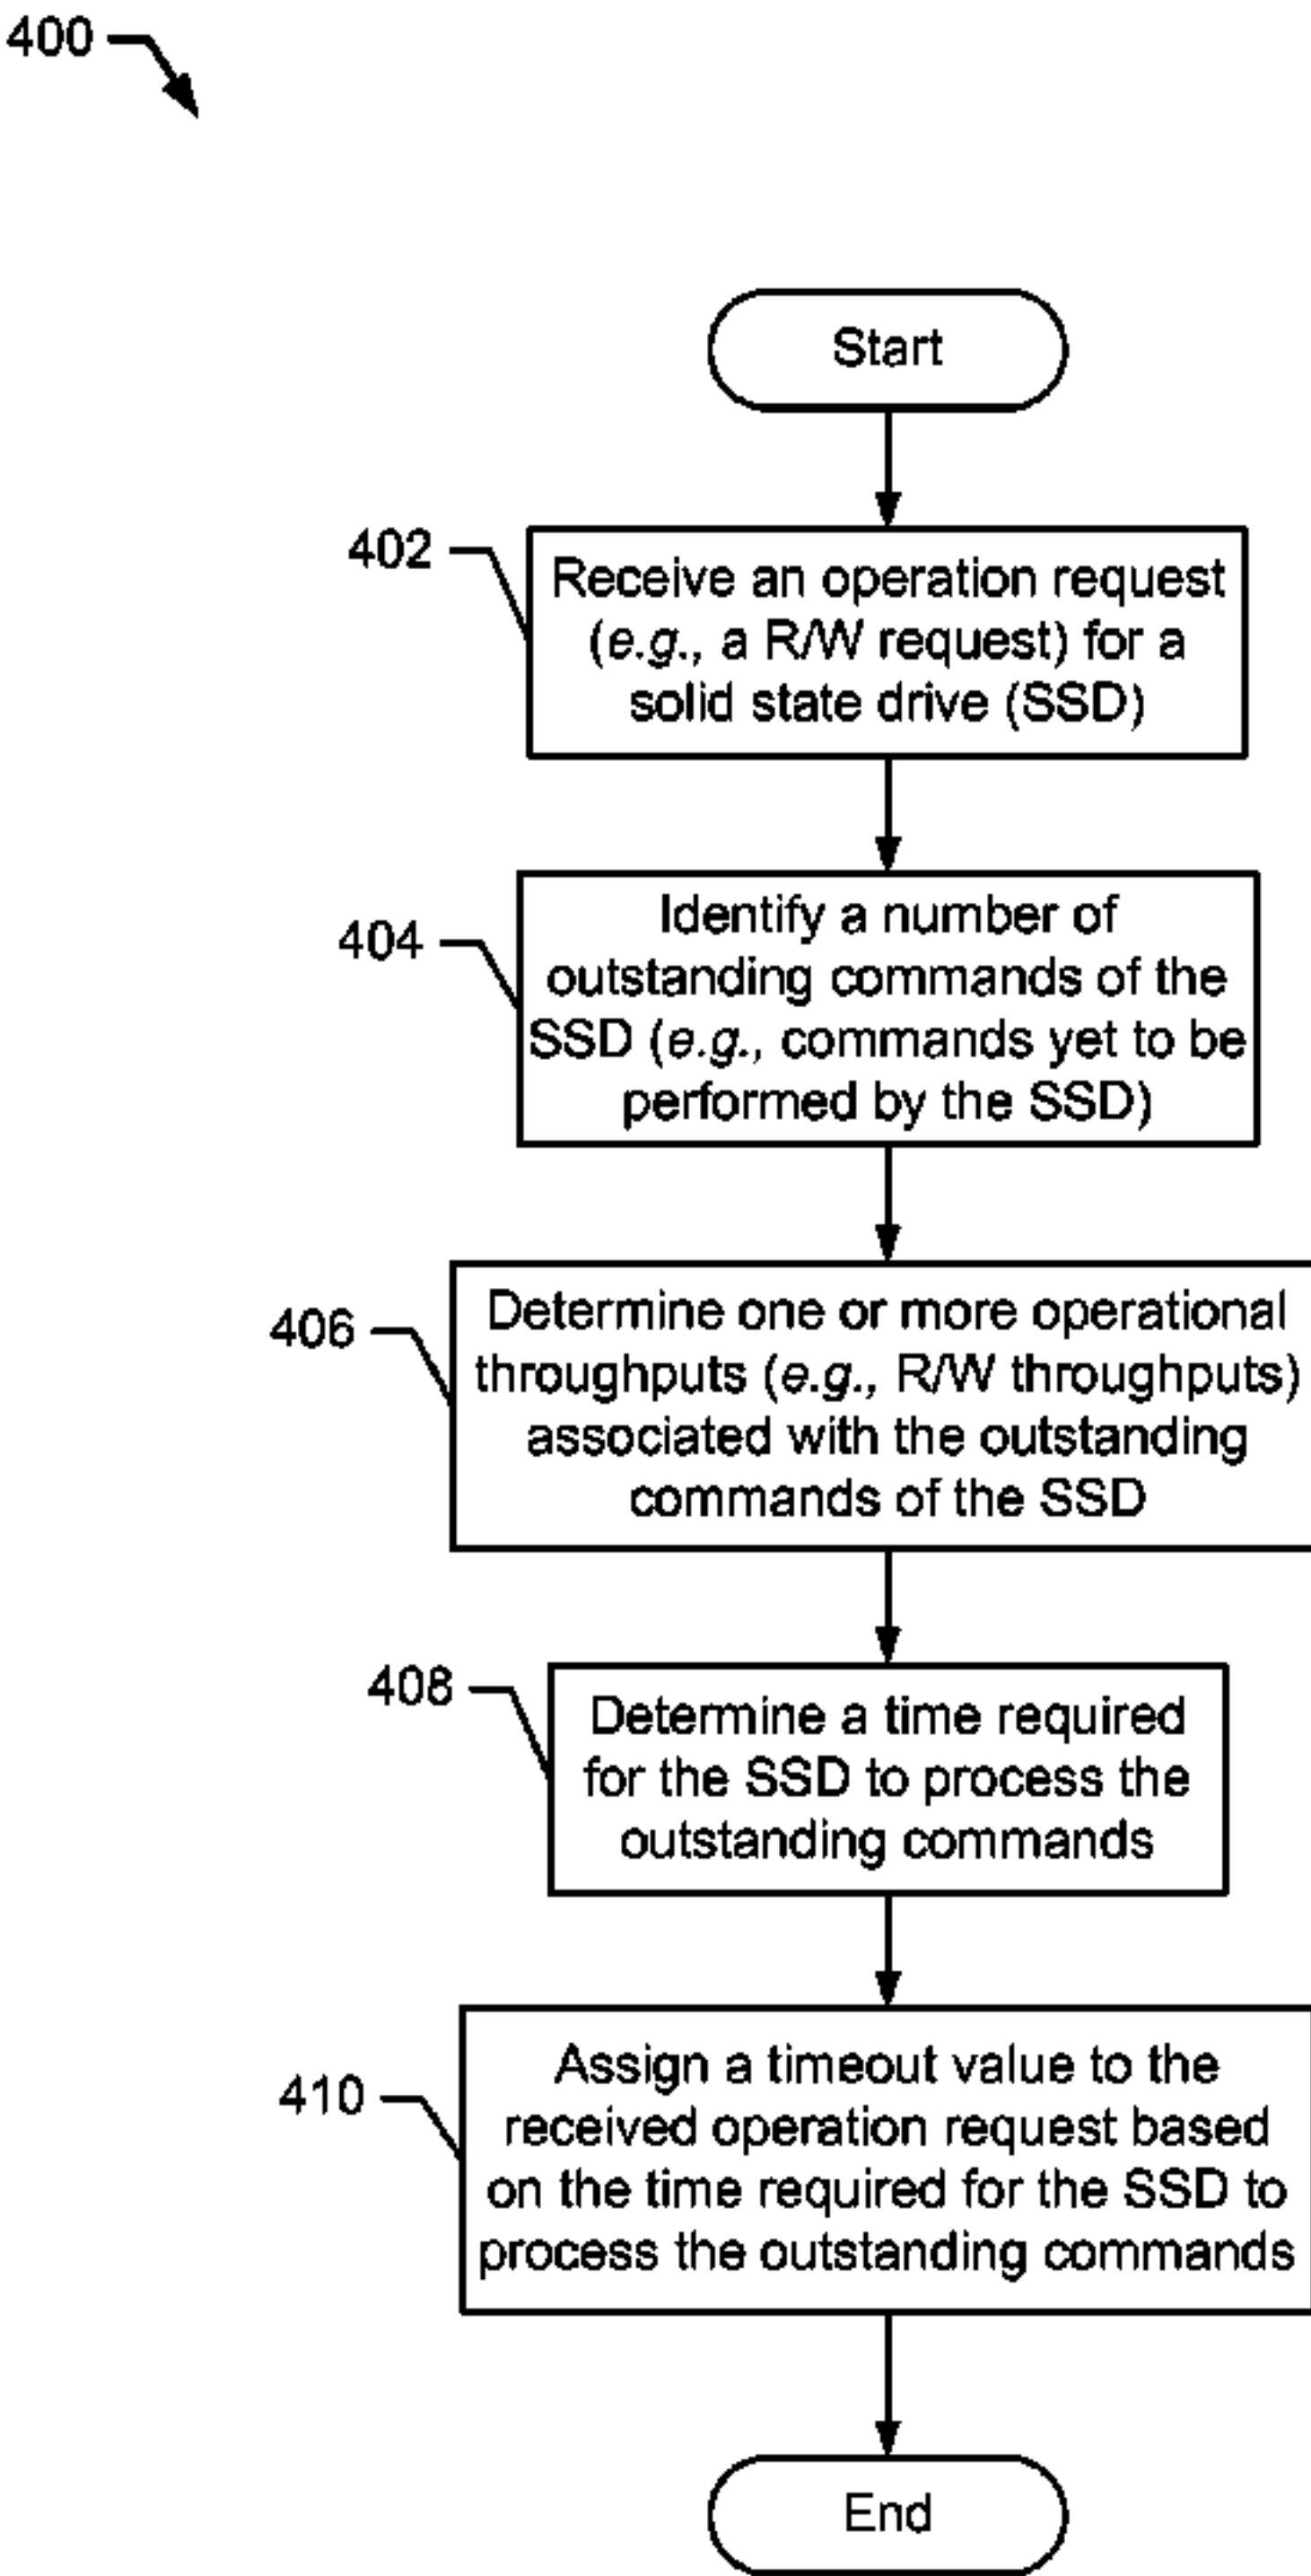 400
Start
402
Receive an operation request
(e.g., a R/W request) for a
solid state drive (SSD)
404
Identify a number of
outstanding commands of the
SSD (e.g., commands yet to be
performed by the SSD)
406
Determine one or more operational
throughputs (e.g., R/W throughputs)
associated with the outstanding
commands of the SSD
408
Determine a time required
for the SSD to process the
outstanding commands
410
Assign a timeout value to the
received operation request based
on the time required for the SSD to
process the outstanding commands
End